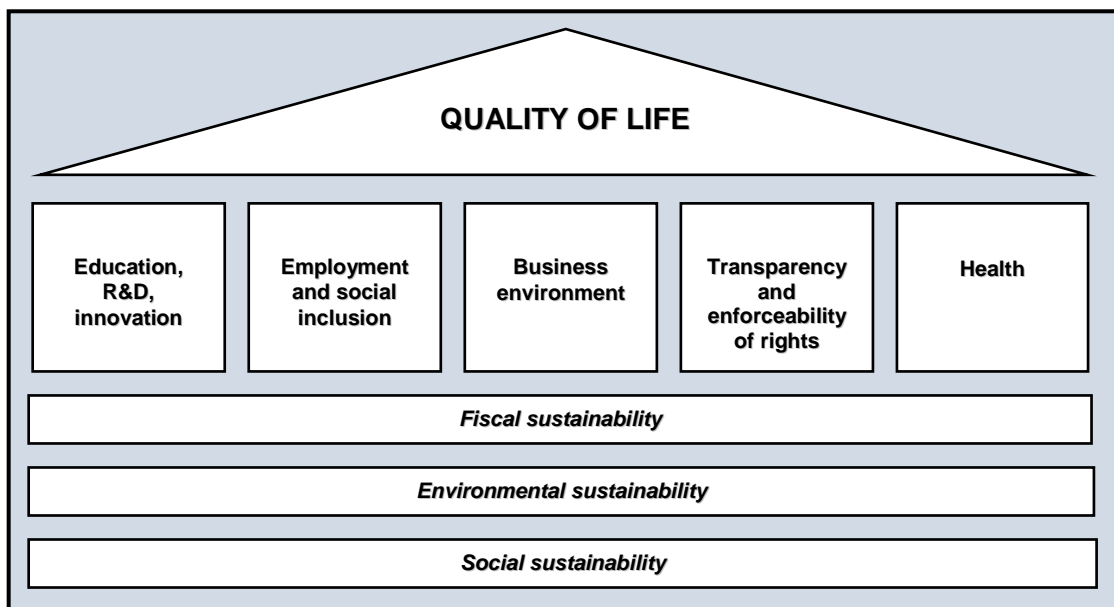 QUALITY OF LIFE
Education,
R&D,
innovation
Employment
and social
inclusion
Business
environment
Transparency
and
enforceability
of rights
Health
Fiscal sustainability
Environmental sustainability
Social sustainability